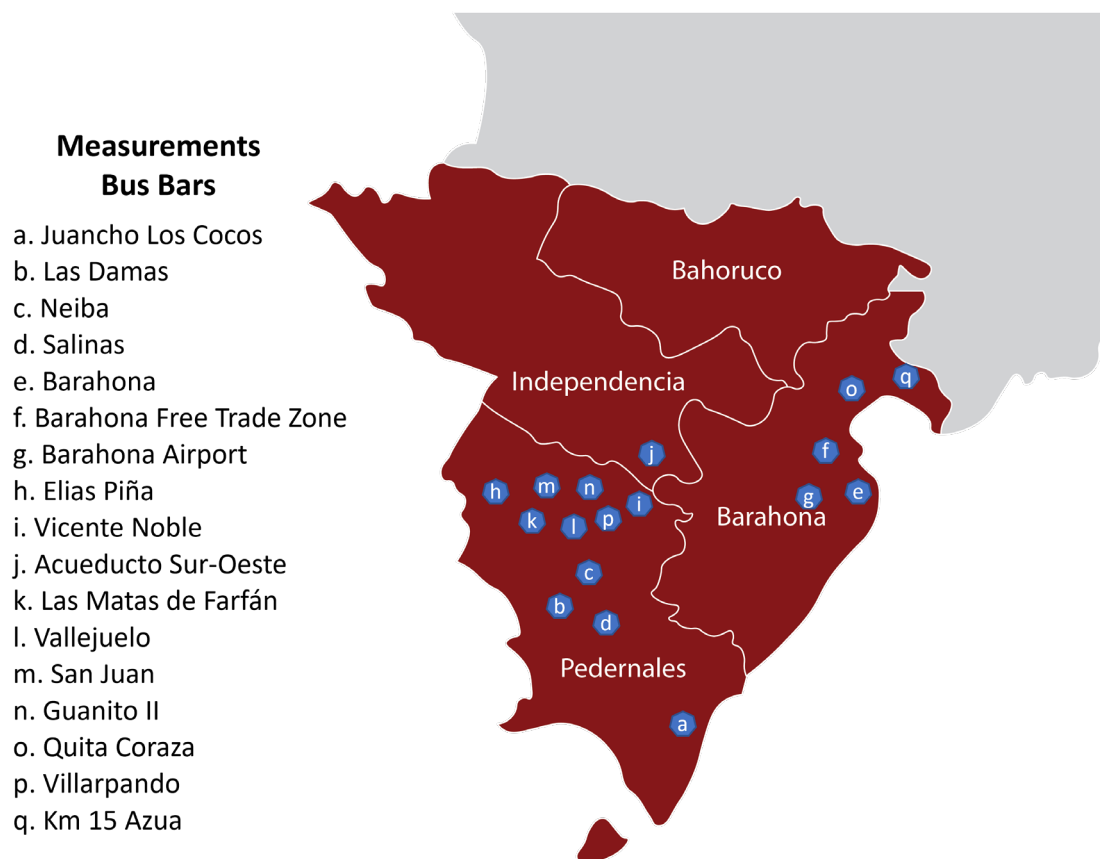 Measurements
Bus Bars
a. Juancho Los Cocos
b. Las Damas
c. Neiba
d. Salinas
e. Barahona
f. Barahona Free Trade Zone
g. Barahona Airport
h. Elias Piña
i. Vicente Noble
j. Acueducto Sur-Oeste
k. Las Matas de Farfán
l. Vallejuelo
m. San Juan
n. Guanito II
o. Quita Coraza
p. Villarpando
q. Km 15 Azua
Bahoruco
Independencia
q
o
j
f
h
m
n
i
g
e
k
l
p
Barahona
c
b
d
Pedernales
a